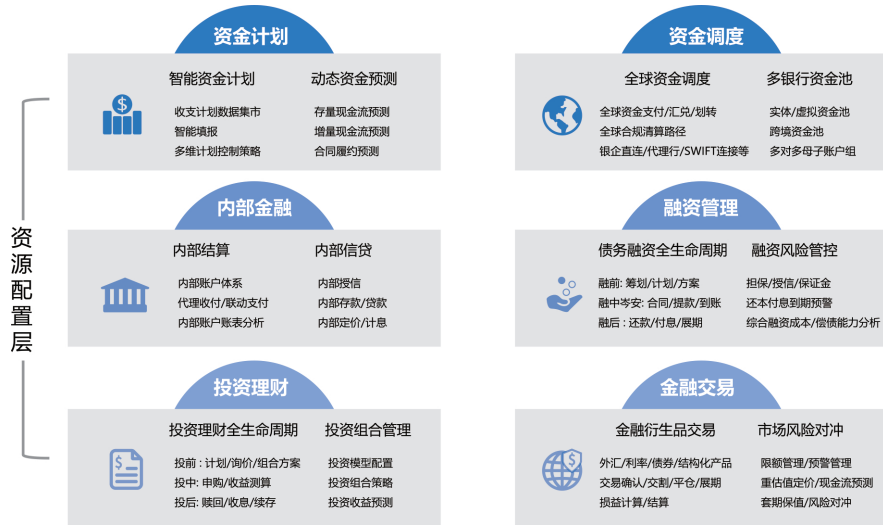 资源配置层
资金计划
智能资金计划
收支计划数据集市
智能填报
多维计划控制策略
动态资金预测
存量现金流预测
增量现金流预测
合同履约预测
资金调度
全球资金调度
全球资金支付/汇兑/划转
全球合规清算路径
银企直连/代理行/SWIFT连接等
多银行资金池
实体/虚拟资金池
跨境资金池
多对多母子账户组
内部金融
内部结算
内部账户体系
代理收付/联动支付
内部账户账表分析
内部信贷
内部授信
内部存款/贷款
内部定价/计息
融资管理
债务融资全生命周期
融前: 筹划/计划/方案
融中岑安: 合同/提款/到账
融后 : 还款/付息/展期
融资风险管控
担保/授信/保证金
还本付息到期预警
综合融资成本/偿债能力分析
投资理财
投资理财全生命周期
投前 : 计划/询价/组合方案
投中: 申购/收益测算
投后: 赎回/收息/续存
投资组合管理
投资模型配置
投资组合策略
投资收益预测
金融交易
金融衍生品交易
外汇/利率/债券/结构化产品
交易确认/交割/平仓/展期
损益计算/结算
市场风险对冲
限额管理/预警管理
重估值定价/现金流预测
套期保值/风险对冲